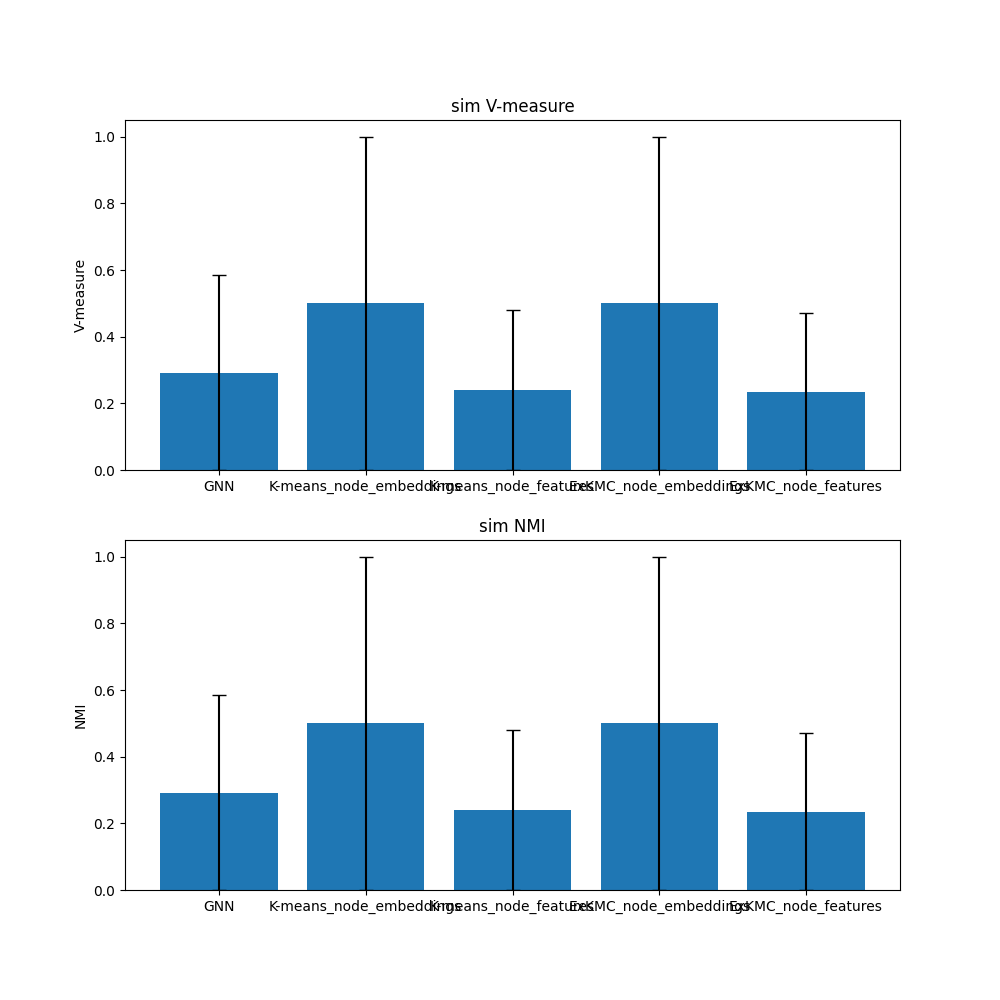 sim V-measure
1.0
0.8
0.6
0.4
0.2
0.0
V-measure
GNN K-means_node_embeddings K-means_node_features ExKMC_node_embeddings ExKMC_node_features
sim NMI
1.0
0.8
0.6
0.4
0.2
0.0
NMI
GNN K-means_node_embeddings K-means_node_features ExKMC_node_embeddings ExKMC_node_features